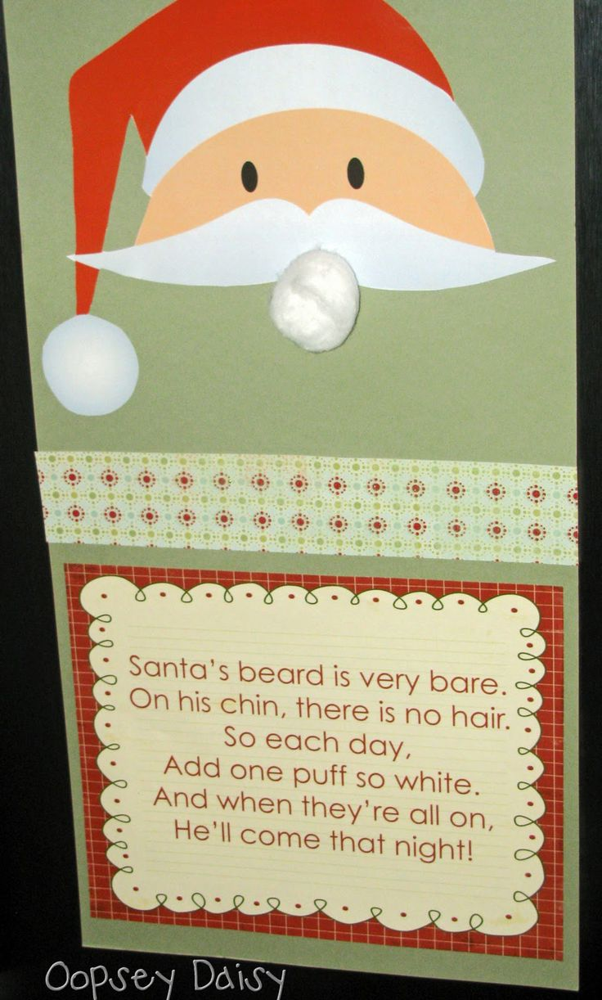 Santa's beard is very bare.
On his chin, there is no hair.
So each day,
Add one puff so white.
And when they're all on,
He'll come that night!
Oopsey Daisy